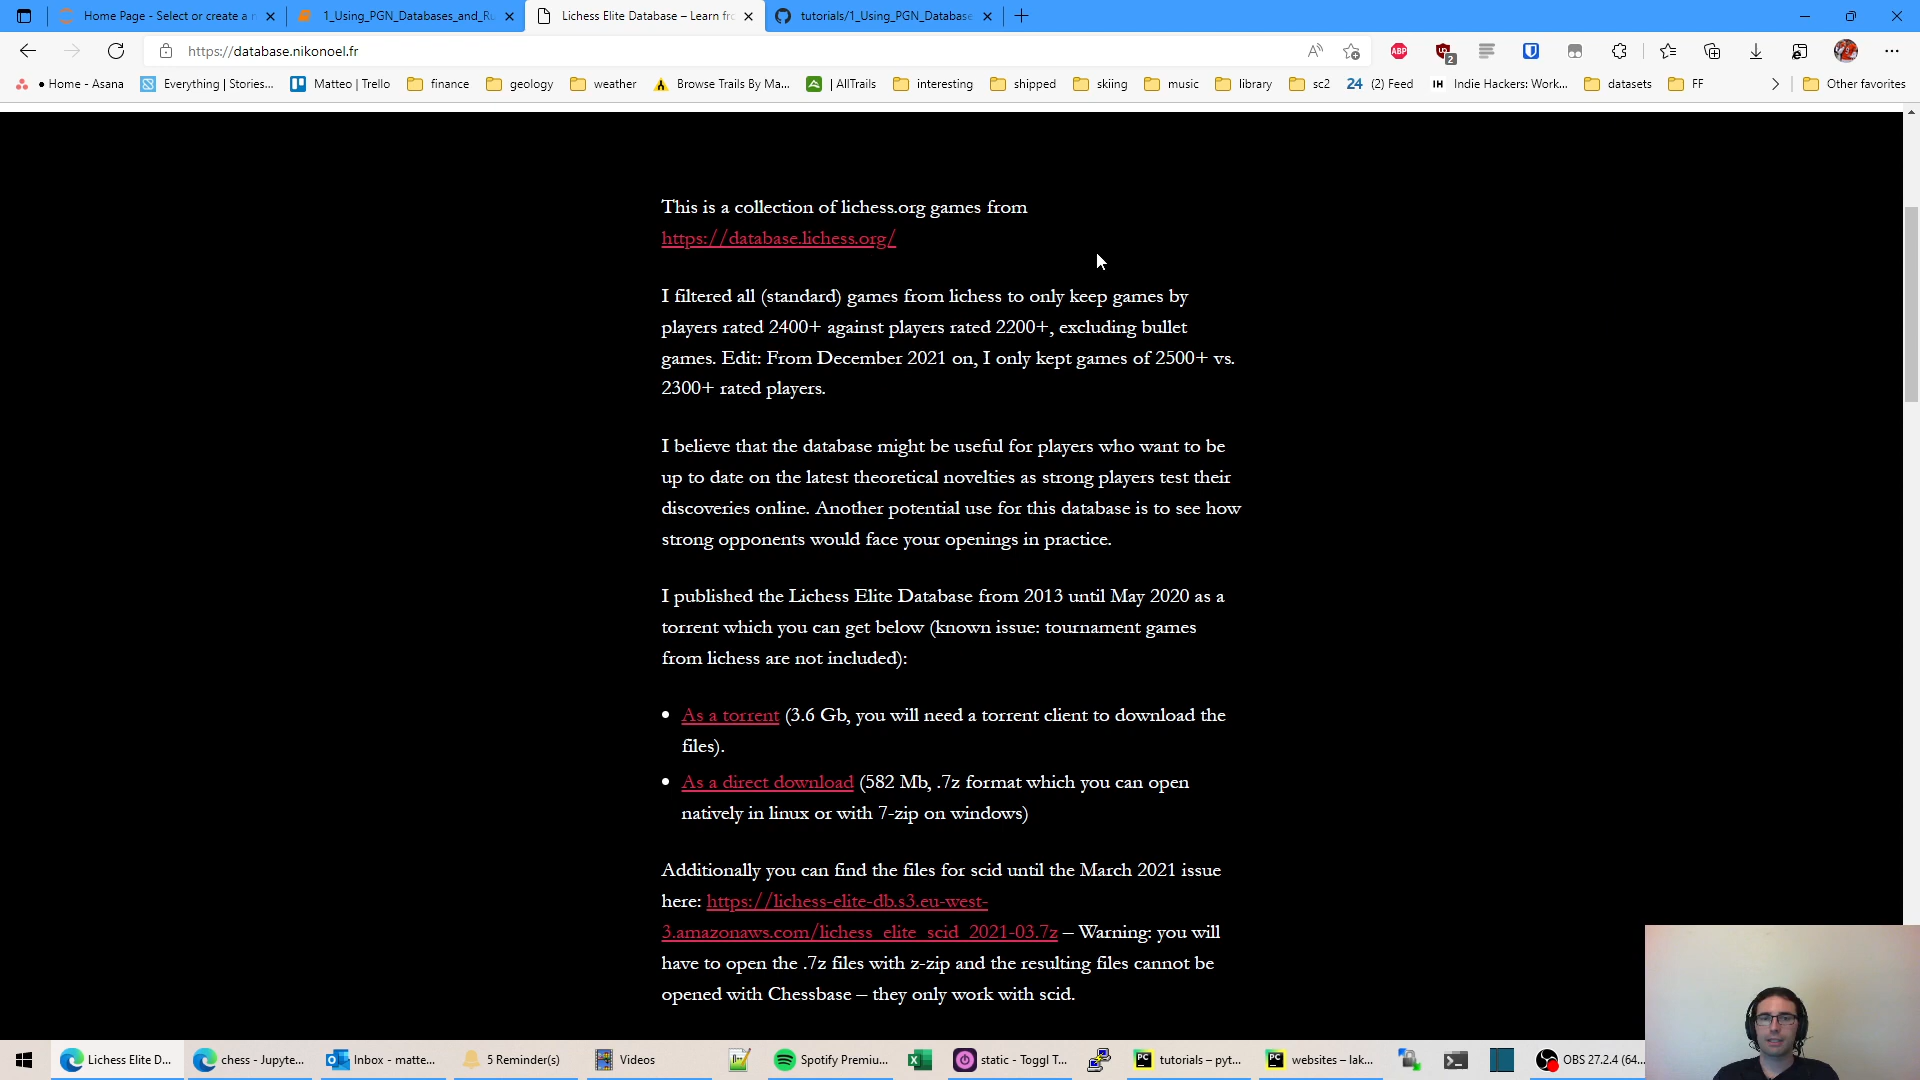 Home Page - Select or create a n
1_Using_PGN_Databases_and_Ru
Lichess Elite Database – Learn fro
tutorials/1_Using_PGN_Database
https://database.nikonoel.fr
ABP
2
• Home - Asana
Everything | Stories...
Matteo | Trello
finance
geology
weather
Browse Trails By Ma...
| AllTrails
interesting
shipped
skiing
music
library
sc2
24 (2) Feed
IH Indie Hackers: Work...
datasets
FF
Other favorites
This is a collection of lichess.org games from
https://database.lichess.org/
I filtered all (standard) games from lichess to only keep games by
players rated 2400+ against players rated 2200+, excluding bullet
games. Edit: From December 2021 on, I only kept games of 2500+ vs.
2300+ rated players.
I believe that the database might be useful for players who want to be
up to date on the latest theoretical novelties as strong players test their
discoveries online. Another potential use for this database is to see how
strong opponents would face your openings in practice.
I published the Lichess Elite Database from 2013 until May 2020 as a
torrent which you can get below (known issue: tournament games
from lichess are not included):
• As a torrent (3.6 Gb, you will need a torrent client to download the
files).
• As a direct download (582 Mb, .7z format which you can open
natively in linux or with 7-zip on windows)
Additionally you can find the files for scid until the March 2021 issue
here: https://lichess-elite-db.s3.eu-west-
3.amazonaws.com/lichess_elite_scid_2021-03.7z – Warning: you will
have to open the .7z files with z-zip and the resulting files cannot be
opened with Chessbase – they only work with scid.
Lichess Elite D...
chess - Jupyte...
Inbox - matte...
5 Reminder(s)
Videos
Spotify Premiu...
static - Toggl T...
PC tutorials – pyt...
PC websites – lak...
OBS 27.2.4 (64...